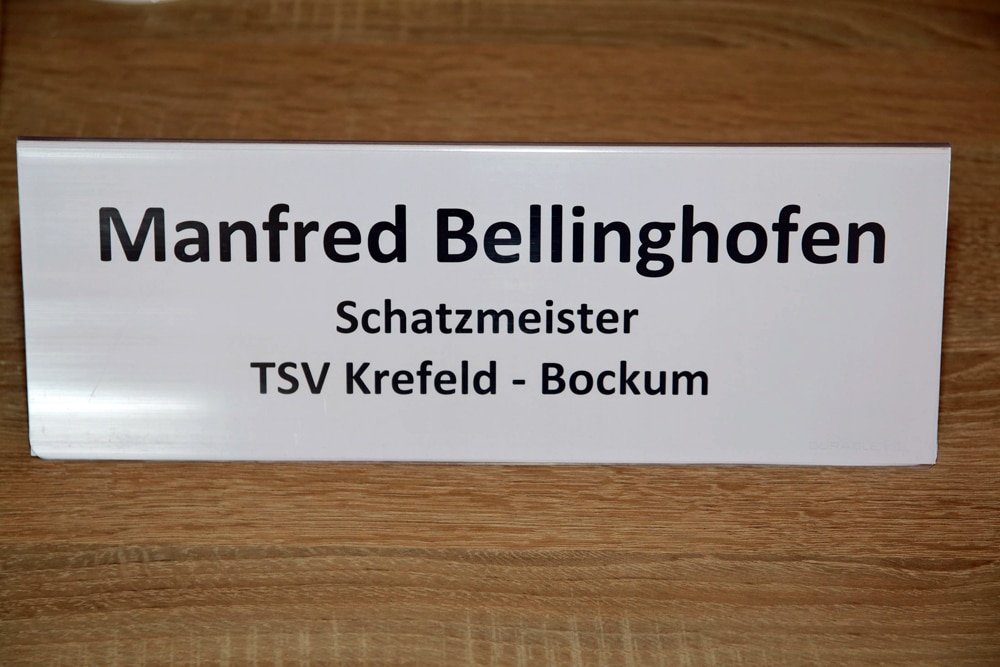 Manfred Bellinghofen
Schatzmeister
TSV Krefeld - Bockum